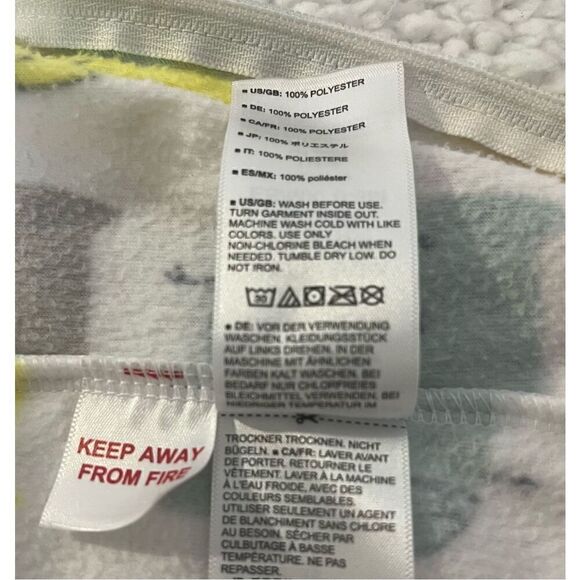 ▪ US/GB: 100% POLYESTER
▪ DE: 100% POLYESTER
▪ CA/FR: 100% POLYESTER
▪ JP: 100% ポリエステル
▪ IT: 100% POLIESTERE
▪ ES/MX: 100% poliéster
▪ US/GB: WASH BEFORE USE.
TURN GARMENT INSIDE OUT.
MACHINE WASH COLD WITH LIKE
COLORS. USE ONLY
NON-CHLORINE BLEACH WHEN
NEEDED. TUMBLE DRY LOW. DO
NOT IRON.
30
▪ DE: VOR DER VERWENDUNG
WASCHEN. KLEIDUNGSSTÜCK
AUF LINKS DREHEN. IN DER
MASCHINE MIT ÄHNLICHEN
FARBEN KALT WASCHEN. BEI
BEDARF NUR CHLORFREIES
BLEICHMITTEL VERWENDEN. BEI
NIEDRIGER TEMPERATUR IM
TROCKNER TROCKNEN. NICHT
BÜGELN. ▪ CA/FR: LAVER AVANT
DE PORTER. RETOURNER LE
VÊTEMENT. LAVER À LA MACHINE
À L'EAU FROIDE, AVEC DES
COULEURS SEMBLABLES.
UTILISER SEULEMENT UN AGENT
DE BLANCHIMENT SANS CHLORE
AU BESOIN. SÉCHER PAR
CULBUTAGE À BASSE
TEMPÉRATURE. NE PAS
REPASSER.
KEEP AWAY
FROM FIRE